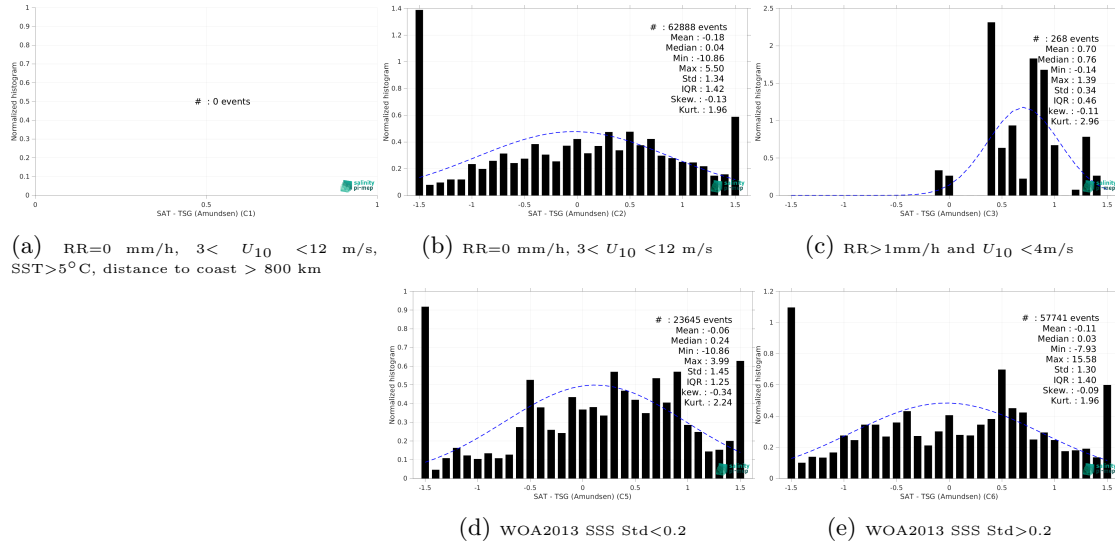 1
0.9
0.8
0.7
0.6
0.5
0.4
0.3
0.2
0.1
0
Normalized histogram
# : 0 events
0 0.5 1
SAT - TSG (Amundsen) (C1)
salinity
(a) RR=0 mm/h, 3< U10 <12 m/s,
SST>5°C, distance to coast > 800 km
1.4
1.2
1
0.8
0.6
0.4
0.2
0
Normalized histogram
# : 62888 events
Mean : -0.18
Median : 0.04
Min : -10.86
Max : 5.50
Std : 1.34
IQR : 1.42
Skew. : -0.13
Kurt. : 1.96
-1.5 -1 -0.5 0 0.5 1 1.5
SAT - TSG (Amundsen) (C2)
salinity
(b) RR=0 mm/h, 3< U10 <12 m/s
2.5
2
1.5
1
0.5
0
Normalized histogram
# : 268 events
Mean : 0.70
Median : 0.76
Min : -0.14
Max : 1.39
Std : 0.34
IQR : 0.46
kew. : -0.11
Kurt. : 2.96
-1.5 -1 -0.5 0 0.5 1 1.5
SAT - TSG (Amundsen) (C3)
salinity
(c) RR>1mm/h and U10 <4m/s
1
0.9
0.8
0.7
0.6
0.5
0.4
0.3
0.2
0.1
0
Normalized histogram
# : 23645 events
Mean : -0.06
Median : 0.24
Min : -10.86
Max : 3.99
Std : 1.45
IQR : 1.25
kew. : -0.34
Kurt. : 2.24
-1.5 -1 -0.5 0 0.5 1 1.5
SAT - TSG (Amundsen) (C5)
salinity
(d) WOA2013 SSS Std<0.2
1.2
1
0.8
0.6
0.4
0.2
0
Normalized histogram
# : 57741 events
Mean : -0.11
Median : 0.03
Min : -7.93
Max : 15.58
Std : 1.30
IQR : 1.40
Skew. : -0.09
Kurt. : 1.96
-1.5 -1 -0.5 0 0.5 1 1.5
SAT - TSG (Amundsen) (C6)
salinity
(e) WOA2013 SSS Std>0.2